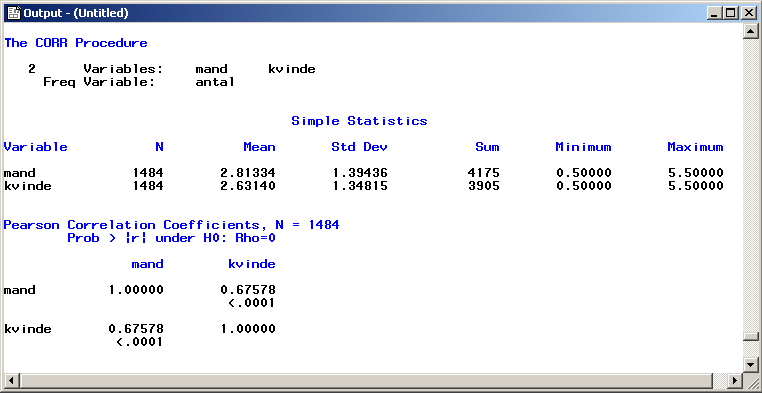 Output - (Untitled)
The CORR Procedure
2 Variables: mand kvinde
Freq Variable: antal
Simple Statistics
Variable N Mean Std Dev Sum Minimum Maximum
mand 1484 2.81334 1.39436 4175 0.50000 5.50000
kvinde 1484 2.63140 1.34815 3905 0.50000 5.50000
Pearson Correlation Coefficients, N = 1484
Prob > |r| under H0: Rho=0
mand kvinde
mand 1.00000 0.67578
<.0001
kvinde 0.67578 1.00000
<.0001